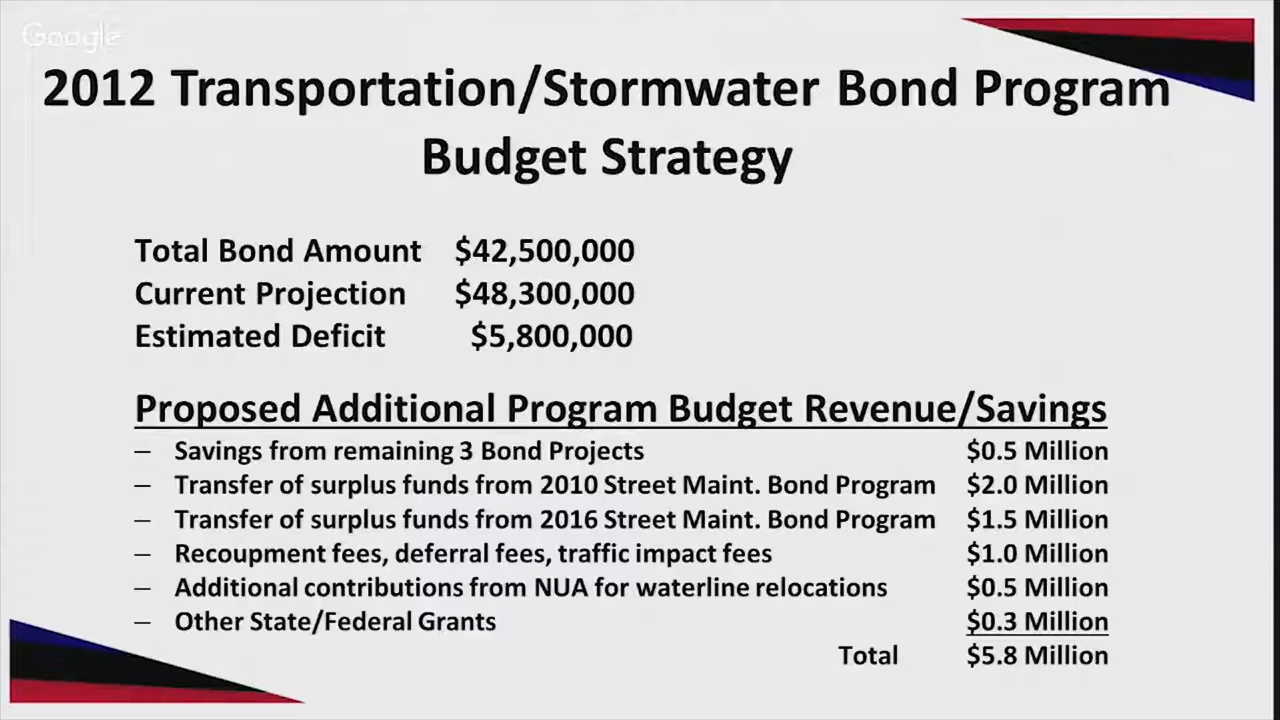 Google
2012 Transportation/Stormwater Bond Program
Budget Strategy
Total Bond Amount $42,500,000
Current Projection $48,300,000
Estimated Deficit $5,800,000
Proposed Additional Program Budget Revenue/Savings
– Savings from remaining 3 Bond Projects $0.5 Million
– Transfer of surplus funds from 2010 Street Maint. Bond Program $2.0 Million
– Transfer of surplus funds from 2016 Street Maint. Bond Program $1.5 Million
– Recoupment fees, deferral fees, traffic impact fees $1.0 Million
– Additional contributions from NUA for waterline relocations $0.5 Million
– Other State/Federal Grants $0.3 Million
Total $5.8 Million